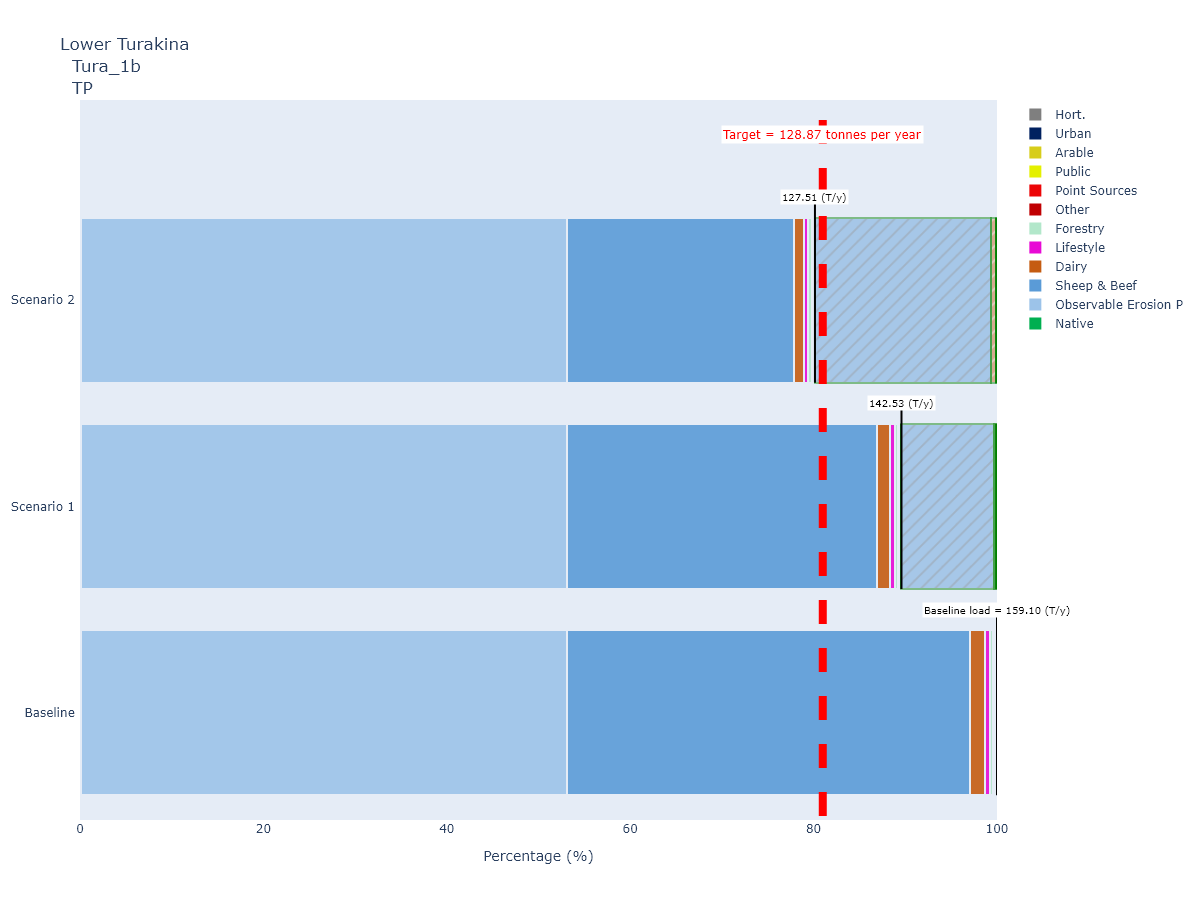 Lower Turakina
Tura_1b
TP
Target = 128.87 tonnes per year
127.51 (T/y)
Scenario 2
142.53 (T/y)
Scenario 1
Baseline load = 159.10 (T/y)
Baseline
0 20 40 60 80 100
Percentage (%)
Hort.
Urban
Arable
Public
Point Sources
Other
Forestry
Lifestyle
Dairy
Sheep & Beef
Observable Erosion P
Native